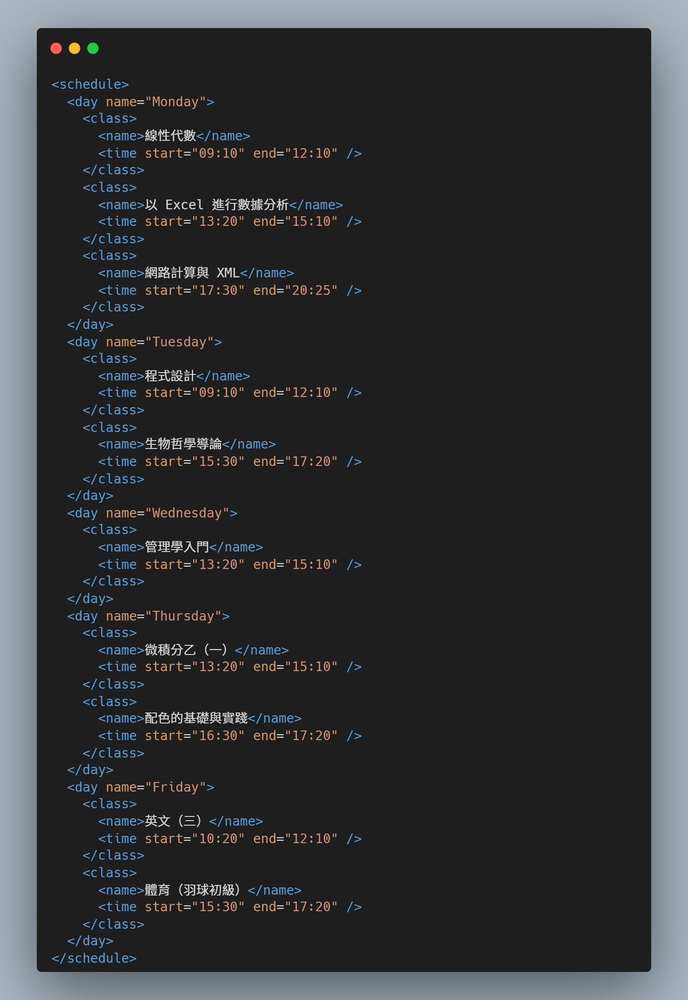 <schedule>
  <day name="Monday">
    <class>
      <name>線性代數</name>
      <time start="09:10" end="12:10" />
    </class>
    <class>
      <name>以 Excel 進行數據分析</name>
      <time start="13:20" end="15:10" />
    </class>
    <class>
      <name>網路計算與 XML</name>
      <time start="17:30" end="20:25" />
    </class>
  </day>
  <day name="Tuesday">
    <class>
      <name>程式設計</name>
      <time start="09:10" end="12:10" />
    </class>
    <class>
      <name>生物哲學導論</name>
      <time start="15:30" end="17:20" />
    </class>
  </day>
  <day name="Wednesday">
    <class>
      <name>管理學入門</name>
      <time start="13:20" end="15:10" />
    </class>
  </day>
  <day name="Thursday">
    <class>
      <name>微積分乙（一）</name>
      <time start="13:20" end="15:10" />
    </class>
    <class>
      <name>配色的基礎與實踐</name>
      <time start="16:30" end="17:20" />
    </class>
  </day>
  <day name="Friday">
    <class>
      <name>英文（三）</name>
      <time start="10:20" end="12:10" />
    </class>
    <class>
      <name>體育（羽球初級）</name>
      <time start="15:30" end="17:20" />
    </class>
  </day>
</schedule>